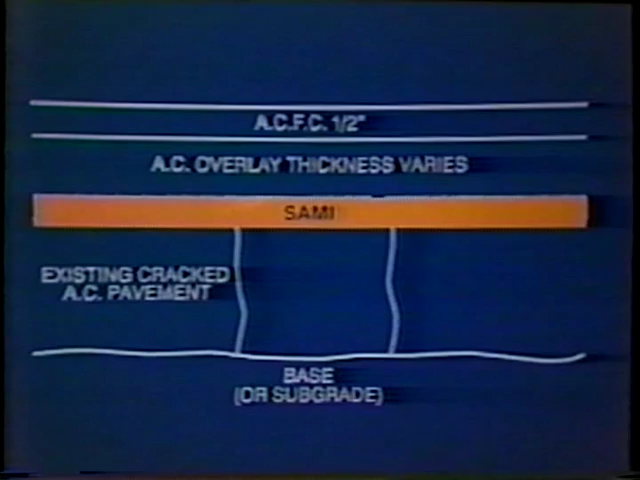 A.C.F.C. 1/2"
A.C. OVERLAY THICKNESS VARIES
SAMI
EXISTING CRACKED
A.C. PAVEMENT
BASE
(OR SUBGRADE)